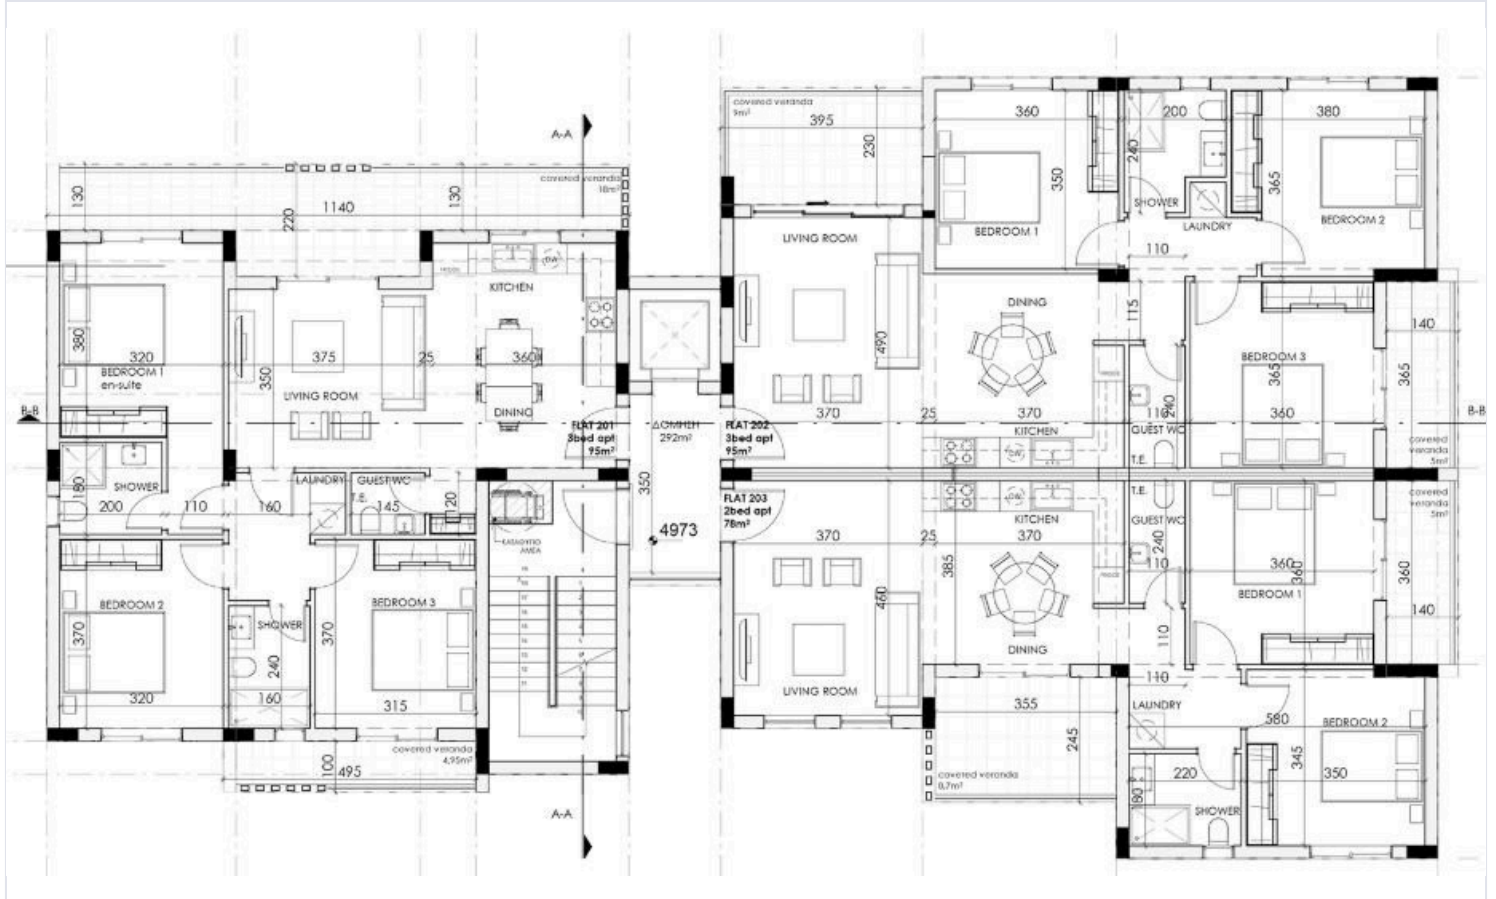 A-A
covered veranda
9m²
395
230
360
350
200
240
SHOWER
LAUNDRY
380
365
BEDROOM 1
BEDROOM 2
110
130
1140
220
130
covered veranda
18m²
LIVING ROOM
KITCHEN
DINING
115
140
380
320
BEDROOM 1
en-suite
375
25
360
350
LIVING ROOM
DINING
490
BEDROOM 3
365
365
360
B-B
B-B
FLAT 201
3bed apt
95m²
ΔΟΜΗΣΗ
292m²
FLAT 202
3bed apt
95m²
370
25
370
KITCHEN
110
240
GUEST WC
T.E.
covered
veranda
5m²
180
SHOWER
200
110
160
LAUNDRY
GUEST WC
T.E.
145
120
350
4973
FLAT 203
2bed apt
78m²
370
25
370
KITCHEN
T.E.
GUEST WC
240
110
covered
veranda
5m²
360
360
360
BEDROOM 1
140
385
460
DINING
LIVING ROOM
110
110
BEDROOM 2
370
320
SHOWER
240
160
BEDROOM 3
370
315
covered veranda
4,95m²
100
495
355
245
covered veranda
8,7m²
LAUNDRY
580
BEDROOM 2
345
350
220
180
SHOWER
A-A